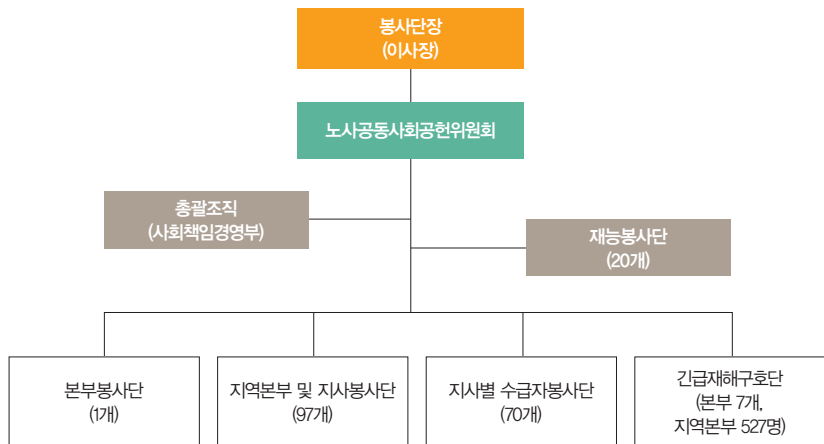 봉사단장
(이사장)
노사공동사회공헌위원회
총괄조직
(사회책임경영부)
재능봉사단
(20개)
본부봉사단
(1개)
지역본부 및 지사봉사단
(97개)
지사별 수급자봉사단
(70개)
긴급재해구호단
(본부 7개,
지역본부 527명)